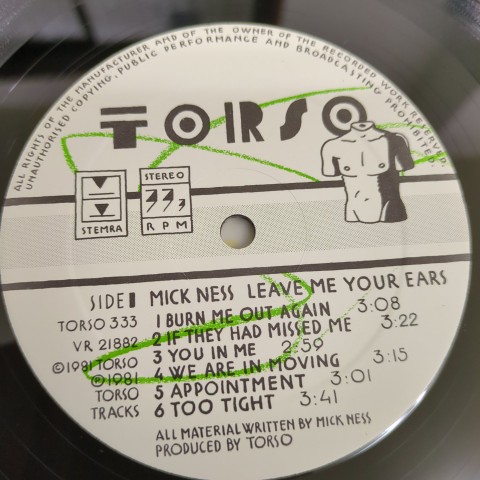 ALL RIGHTS OF THE MANUFACTURER AND OF THE OWNER OF THE RECORDED WORK RESERVED.
UNAUTHORISED COPYING, PUBLIC PERFORMANCE AND BROADCASTING PROHIBITED.
TORSO
STEMRA
STEREO
33⅓
RPM
SIDE 1 MICK NESS LEAVE ME YOUR EARS
TORSO 333 1 BURN ME OUT AGAIN 3:08
VR 21882 2 IF THEY HAD MISSED ME 3:22
©1981 TORSO 3 YOU IN ME 2:59
©1981 4 WE ARE IN MOVING 3:15
TORSO 5 APPOINTMENT 3:01
TRACKS 6 TOO TIGHT 3:41
ALL MATERIAL WRITTEN BY MICK NESS
PRODUCED BY TORSO